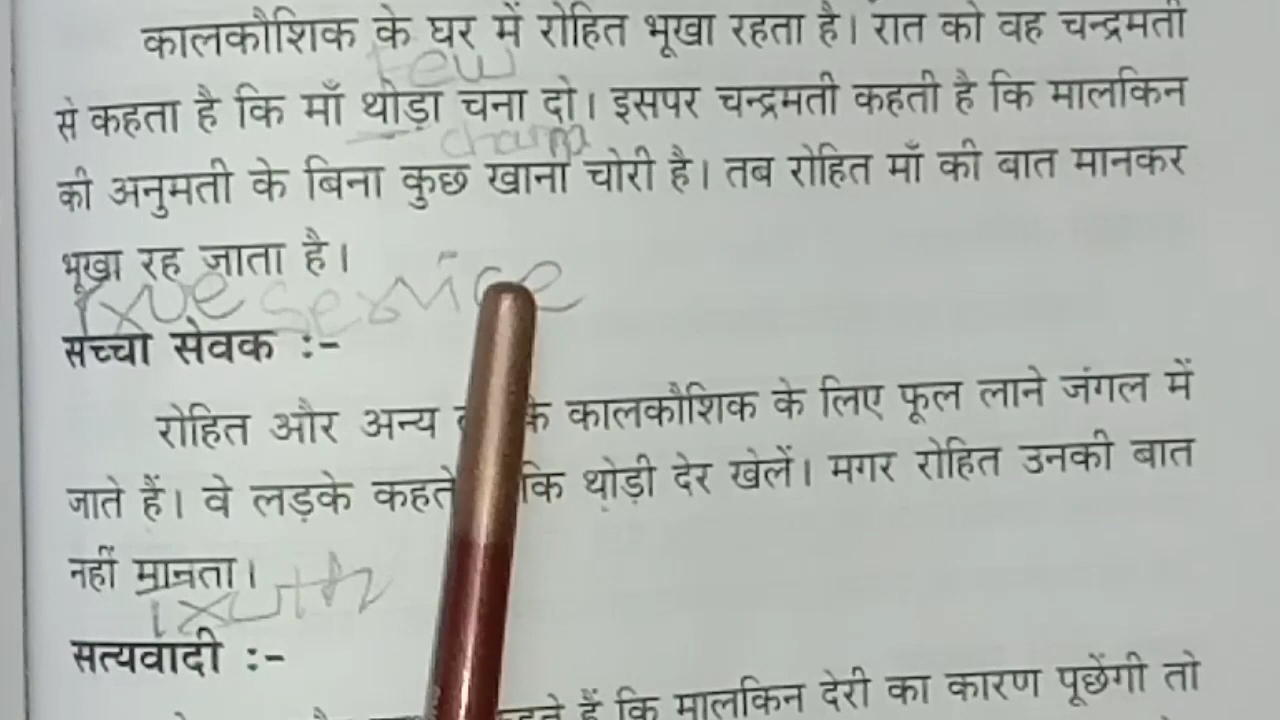 कालकौशिक के घर में रोहित भूखा रहता है। रात को वह चन्द्रमती
few
से कहता है कि माँ थोड़ा चना दो। इसपर चन्द्रमती कहती है कि मालकिन
chana
की अनुमती के बिना कुछ खाना चोरी है। तब रोहित माँ की बात मानकर
भूखा रह जाता है।
सच्चा सेवक :-
रोहित और अन्य कालकौशिक के लिए फूल लाने जंगल में
जाते हैं। वे लड़के कहते कि थोड़ी देर खेलें। मगर रोहित उनकी बात
नहीं मानता।
सत्यवादी :-
हैं कि मालकिन देरी का कारण पूछेंगी तो